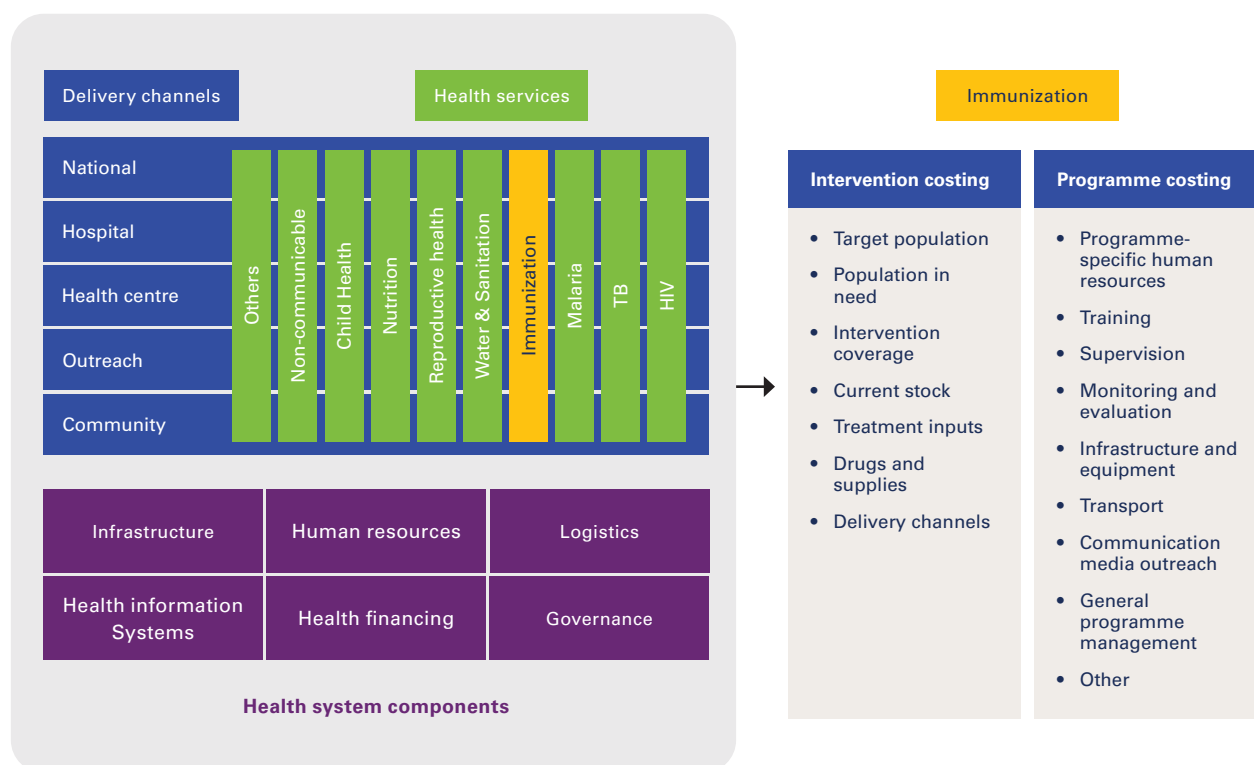 Delivery channels
Health services
Immunization
National
Hospital
Health centre
Outreach
Community
Others
Non-communicable
Child Health
Nutrition
Reproductive health
Water & Sanitation
Immunization
Malaria
TB
HIV
Infrastructure
Human resources
Logistics
Health information
Systems
Health financing
Governance
Health system components
Intervention costing
• Target population
• Population in
need
• Intervention
coverage
• Current stock
• Treatment inputs
• Drugs and
supplies
• Delivery channels
Programme costing
• Programme-
specific human
resources
• Training
• Supervision
• Monitoring and
evaluation
• Infrastructure and
equipment
• Transport
• Communication
media outreach
• General
programme
management
• Other